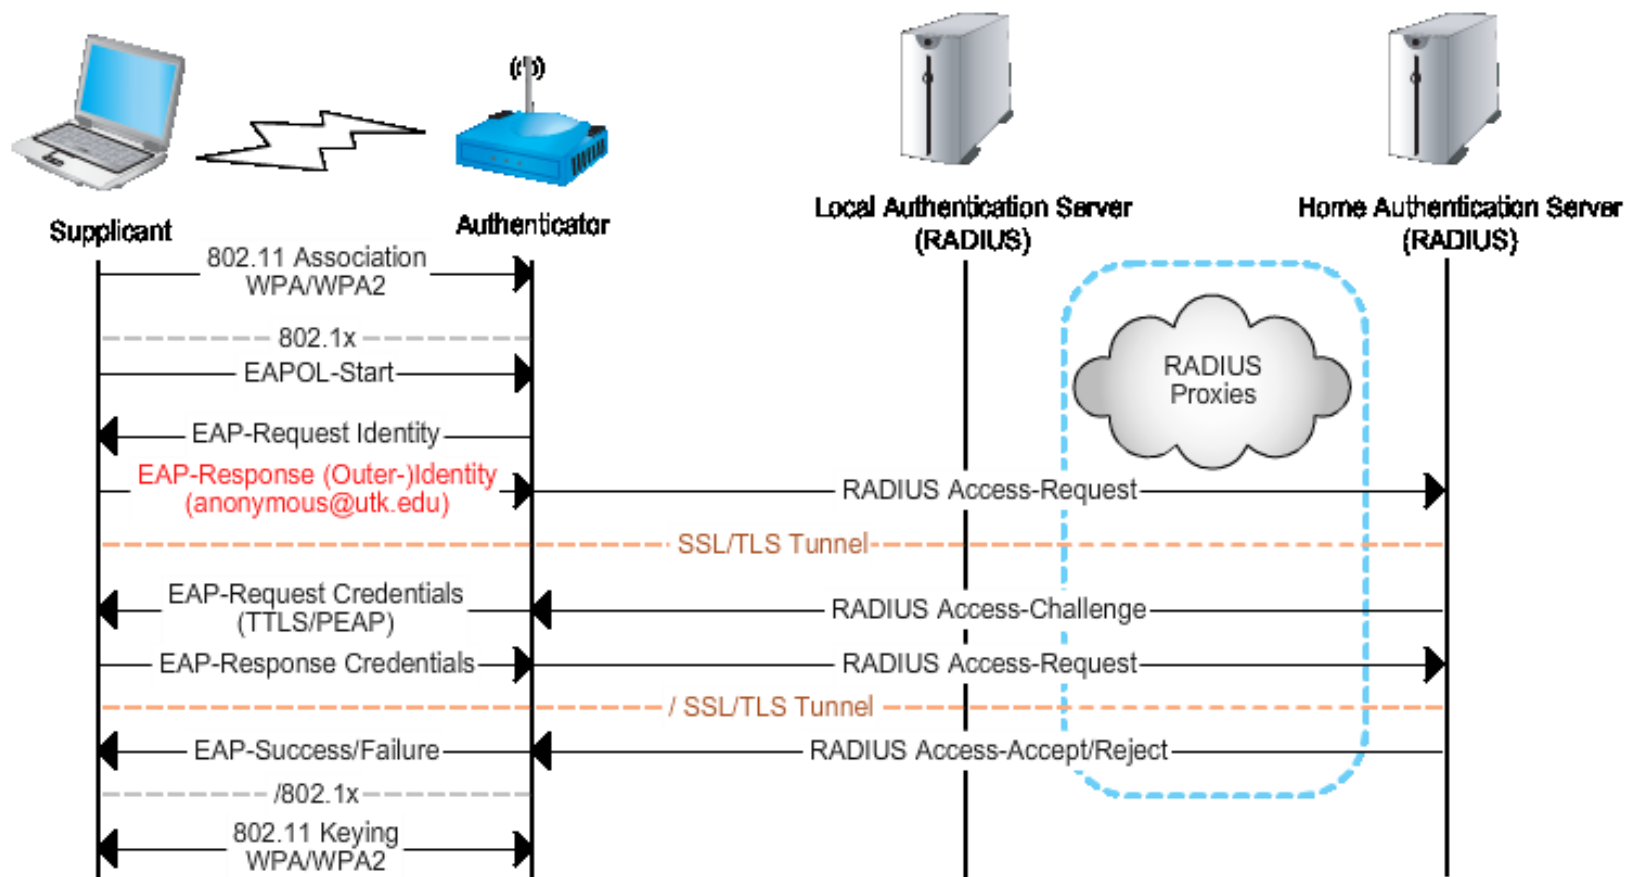 Supplicant
Authenticator
Local Authentication Server
(RADIUS)
Home Authentication Server
(RADIUS)
802.11 Association
WPA/WPA2
802.1x
EAPOL-Start
RADIUS
Proxies
EAP-Request Identity
EAP-Response (Outer-)Identity
(anonymous@utk.edu)
RADIUS Access-Request
SSL/TLS Tunnel
EAP-Request Credentials
(TTLS/PEAP)
RADIUS Access-Challenge
EAP-Response Credentials
RADIUS Access-Request
/ SSL/TLS Tunnel
EAP-Success/Failure
RADIUS Access-Accept/Reject
/802.1x
802.11 Keying
WPA/WPA2